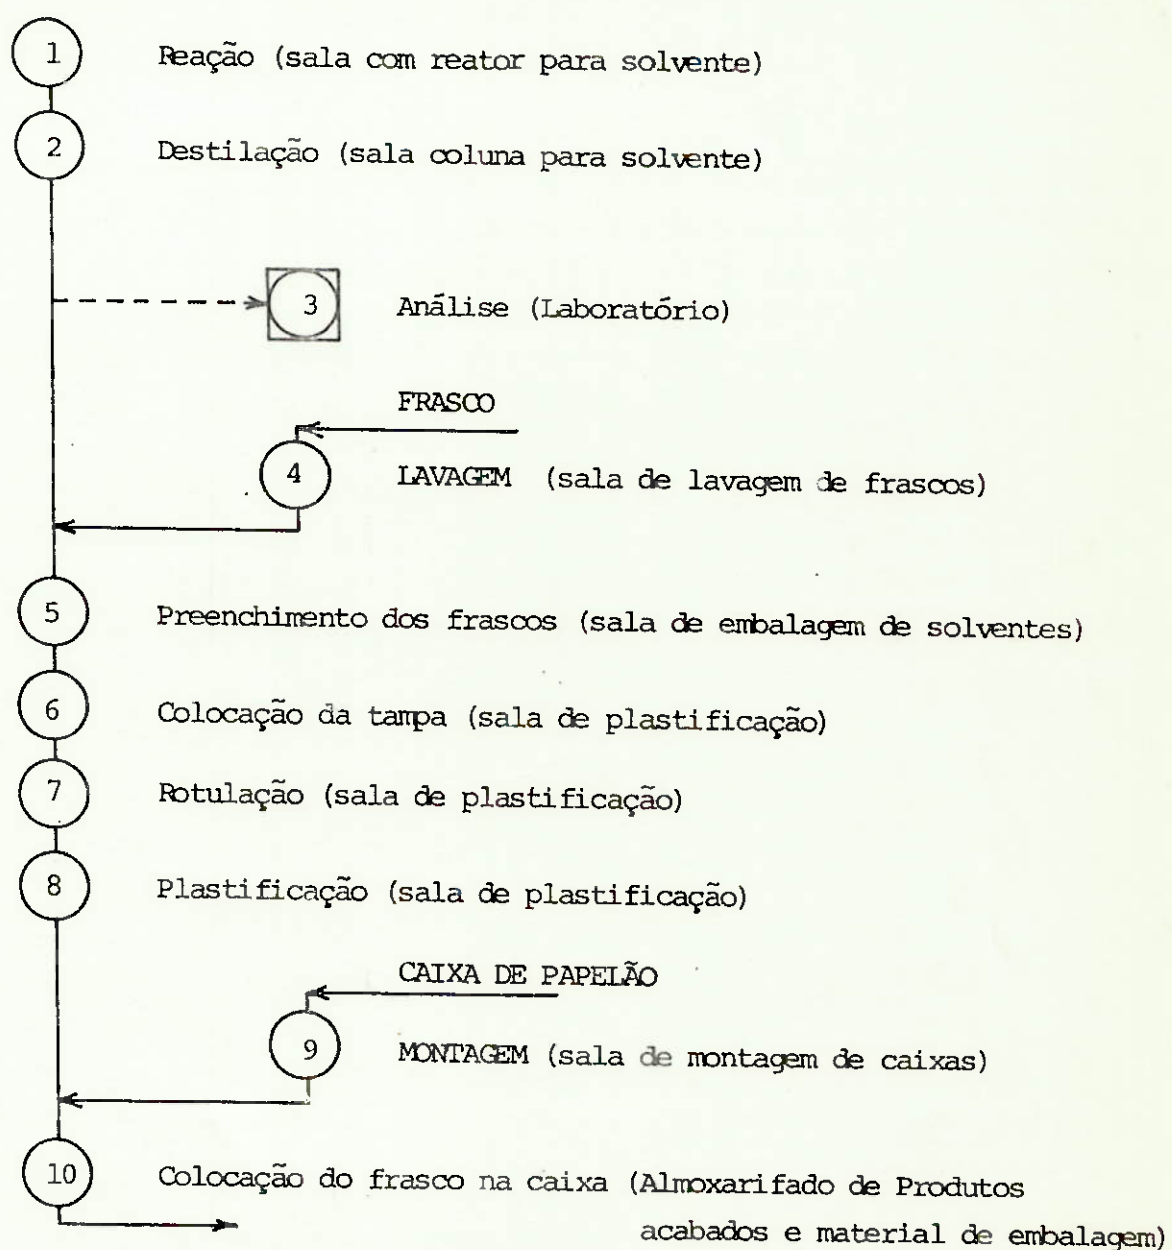 1 Reação (sala com reator para solvente)
2 Destilação (sala coluna para solvente)
3 Análise (Laboratório)
FRASCO
4 LAVAGEM (sala de lavagem de frascos)
5 Preenchimento dos frascos (sala de embalagem de solventes)
6 Colocação da tampa (sala de plastificação)
7 Rotulação (sala de plastificação)
8 Plastificação (sala de plastificação)
CAIXA DE PAPELÃO
9 MONTAGEM (sala de montagem de caixas)
10 Colocação do frasco na caixa (Almoxarifado de Produtos
acabados e material de embalagem)